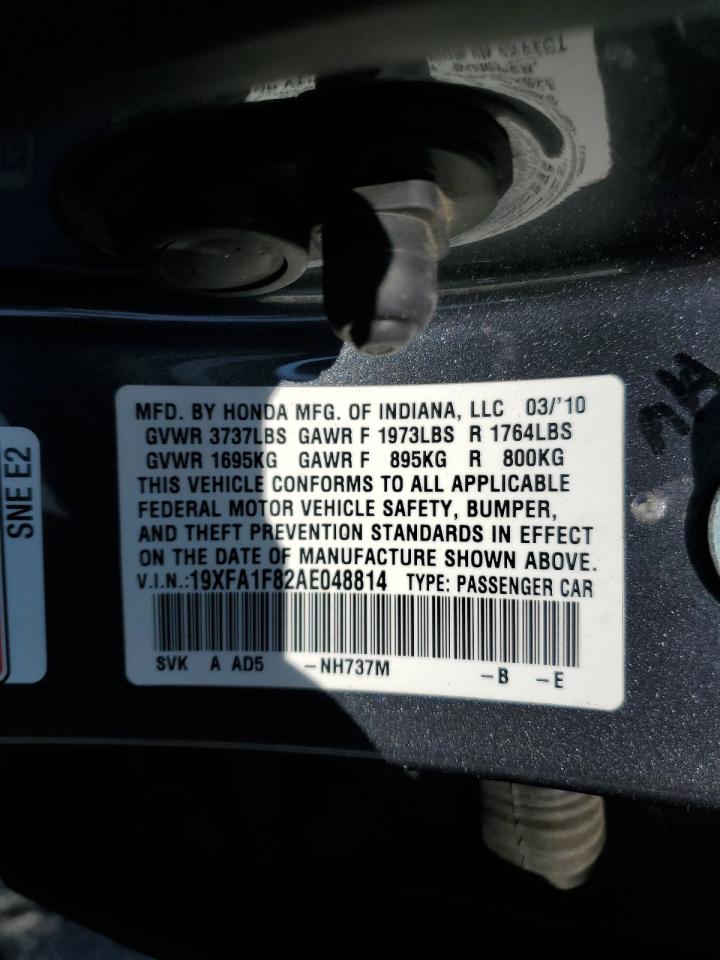 MFD. BY HONDA MFG. OF INDIANA, LLC 03/'10
GVWR 3737LBS GAWR F 1973LBS R 1764LBS
GVWR 1695KG GAWR F 895KG R 800KG
THIS VEHICLE CONFORMS TO ALL APPLICABLE
FEDERAL MOTOR VEHICLE SAFETY, BUMPER,
AND THEFT PREVENTION STANDARDS IN EFFECT
ON THE DATE OF MANUFACTURE SHOWN ABOVE.
V.I.N.:19XFA1F82AE048814 TYPE: PASSENGER CAR
SVK A AD5 -NH737M -B -E
SNE E2